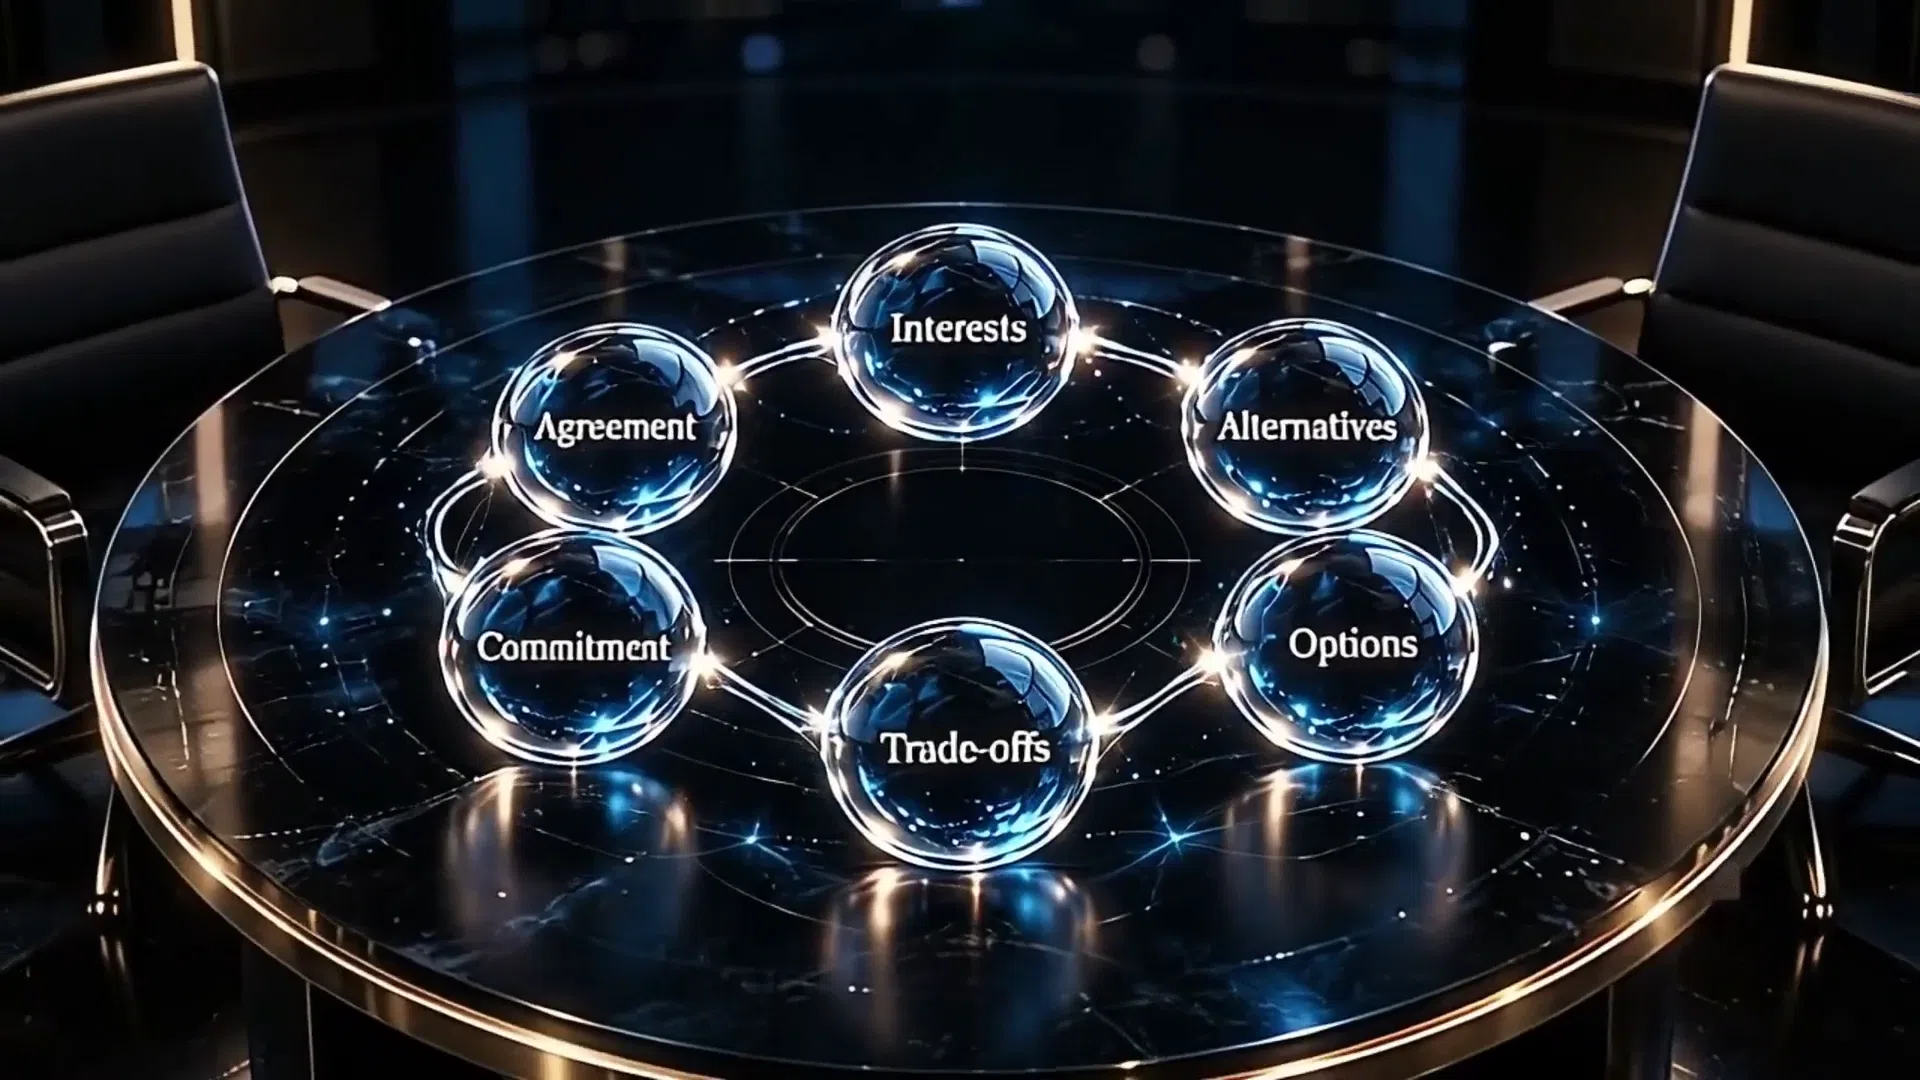 Interests
Agreement
Alternatives
Commitment
Options
Trade-offs